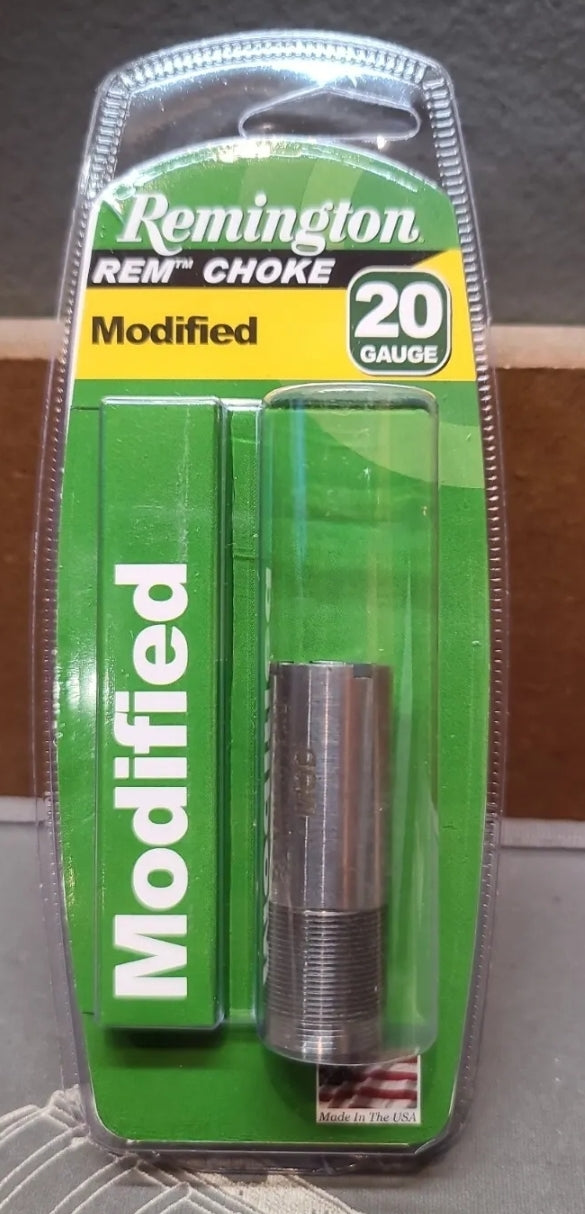 Remington
REM™ CHOKE
Modified
20
GAUGE
Modified
Made In The USA